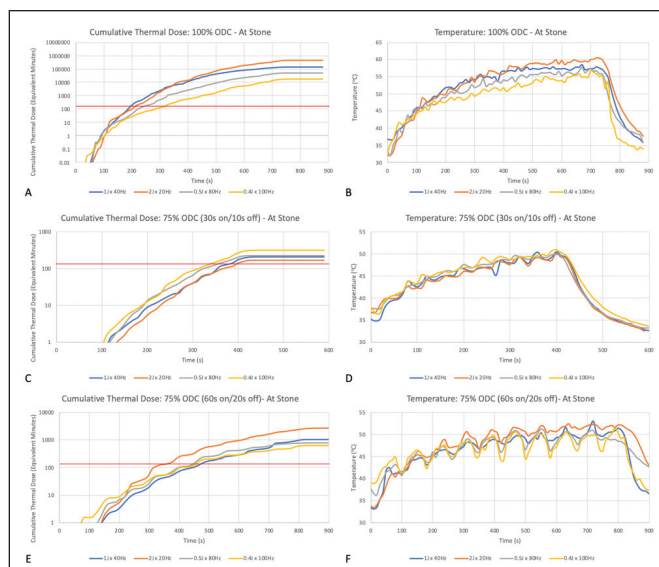 Cumulative Thermal Dose: 100% ODC - At Stone
Cumulative Thermal Dose (Equivalent Minutes)
10000000
1000000
100000
10000
1000
100
10
1
0.1
0.01
0 100 200 300 400 500 600 700 800 900
Time (s)
A
1J x 40Hz 2J x 20Hz 0.5J x 80Hz 0.4J x 100Hz
Temperature: 100% ODC - At Stone
Temperature (°C)
65
60
55
50
45
40
35
30
0 100 200 300 400 500 600 700 800 900
Time (s)
B
1J x 40Hz 2J x 20Hz 0.5J x 80Hz 0.4J x 100Hz
Cumulative Thermal Dose: 75% ODC (30s on/10s off)- At Stone
Cumulative Thermal Dose (Equivalent Minutes)
1000
100
10
1
0 100 200 300 400 500 600
Time (s)
C
1J x 40Hz 2J x 20Hz 0.5J x 80Hz 0.4J x 100Hz
Temperature: 75% ODC (30s on/10s off)- At Stone
Temperature (°C)
55
50
45
40
35
30
0 100 200 300 400 500 600
Time (s)
D
1J x 40Hz 2J x 20Hz 0.5J x 80Hz 0.4J x 100Hz
Cumulative Thermal Dose: 75% ODC (60s on/20s off)- At Stone
Cumulative Thermal Dose (Equivalent Minutes)
10000
1000
100
10
1
0 100 200 300 400 500 600 700 800 900
Time (s)
E
1J x 40Hz 2J x 20Hz 0.5J x 80Hz 0.4J x 100Hz
Temperature: 75% ODC (60s on/20s off)- At Stone
Temperature (°C)
55
50
45
40
35
30
0 100 200 300 400 500 600 700 800 900
Time (s)
F
1J x 40Hz 2J x 20Hz 0.5J x 80Hz 0.4J x 100Hz